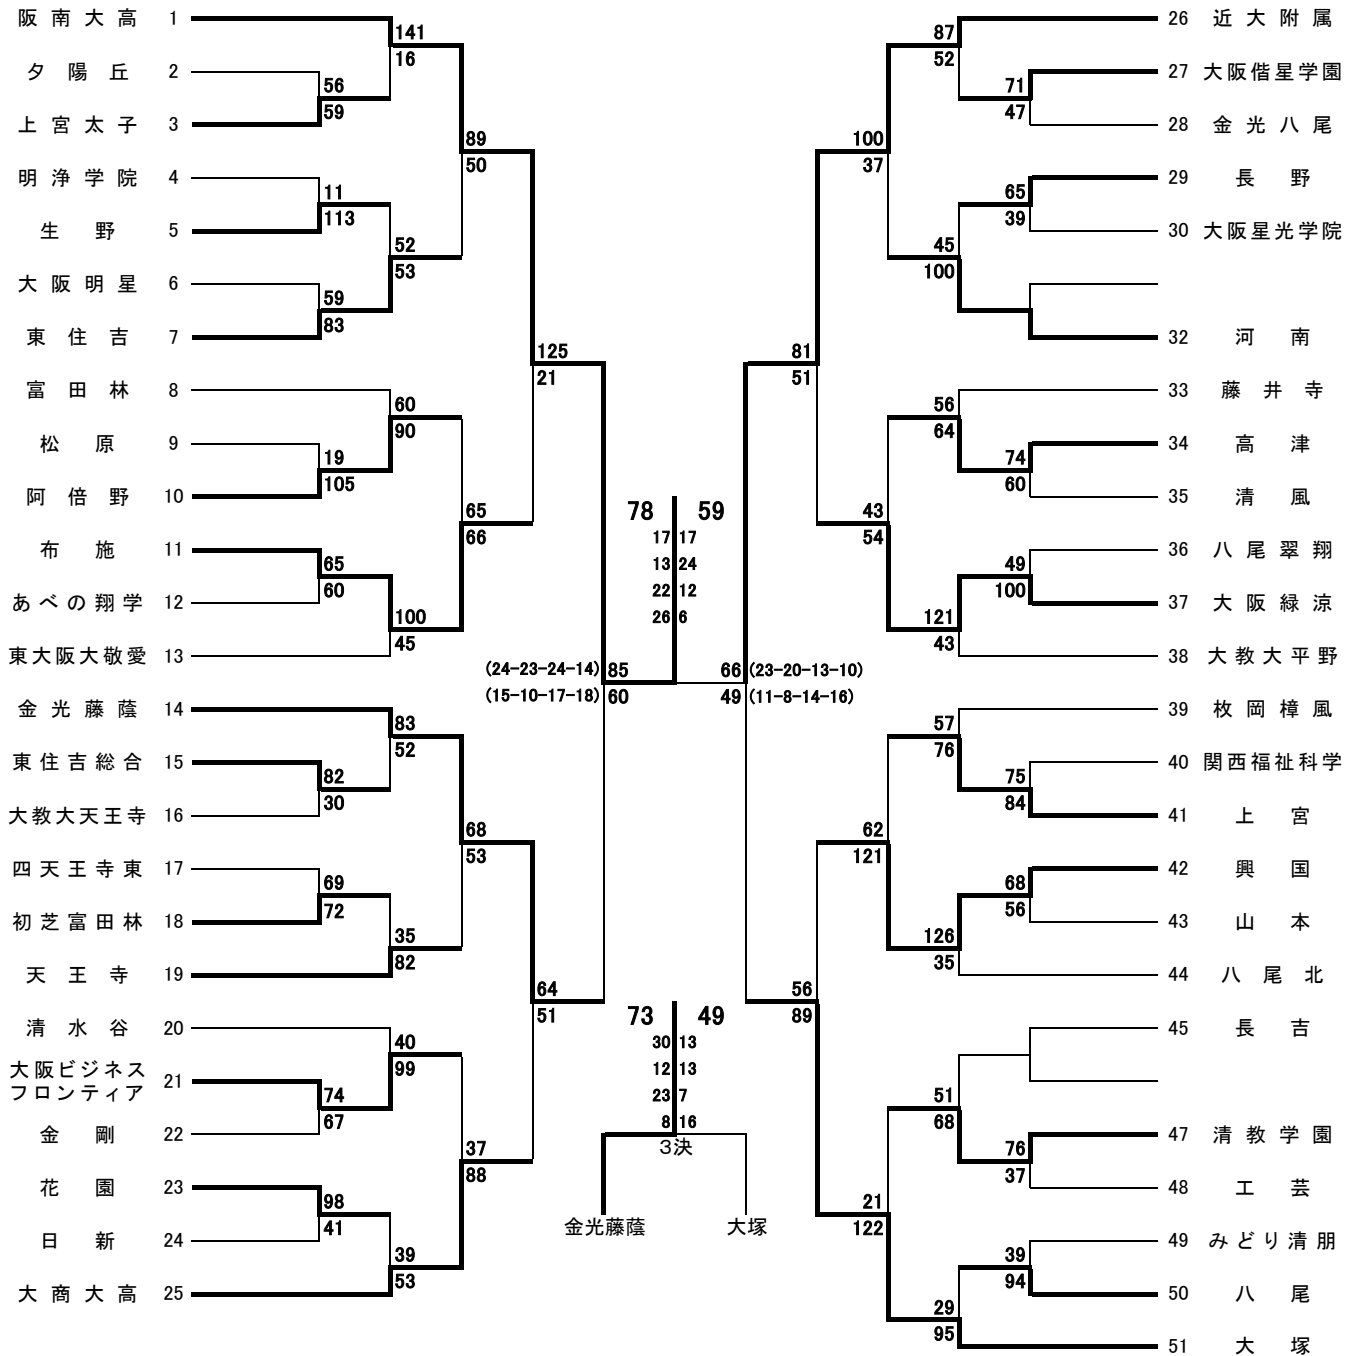 阪南大高 1
夕陽丘 2
上宮太子 3
明浄学院 4
生野 5
大阪明星 6
東住吉 7
富田林 8
松原 9
阿倍野 10
布施 11
あべの翔学 12
東大阪大敬愛 13
金光藤蔭 14
東住吉総合 15
大教大天王寺 16
四天王寺東 17
初芝富田林 18
天王寺 19
清水谷 20
大阪ビジネス
フロンティア 21
金剛 22
花園 23
日新 24
大商大高 25
141
16
56
59
89
50
11
113
52
53
59
83
125
21
60
90
19
105
65
66
65
60
100
45
(24-23-24-14) 85
(15-10-17-18) 60
83
52
82
30
68
53
69
72
35
82
64
51
40
99
74
67
37
88
98
41
39
53
78 59
17 17
13 24
22 12
26 6
73 49
30 13
12 13
23 7
8 16
3決
金光藤蔭 大塚
87
52
71
47
100
37
65
39
45
100
81
51
56
64
74
60
43
54
49
100
121
43
66 (23-20-13-10)
49 (11-8-14-16)
57
76
75
84
62
121
68
56
126
35
56
89
51
68
76
37
21
122
39
94
29
95
26 近大附属
27 大阪偕星学園
28 金光八尾
29 長野
30 大阪星光学院
32 河南
33 藤井寺
34 高津
35 清風
36 八尾翠翔
37 大阪緑涼
38 大教大平野
39 枚岡樟風
40 関西福祉科学
41 上宮
42 興国
43 山本
44 八尾北
45 長吉
47 清教学園
48 工芸
49 みどり清朋
50 八尾
51 大塚